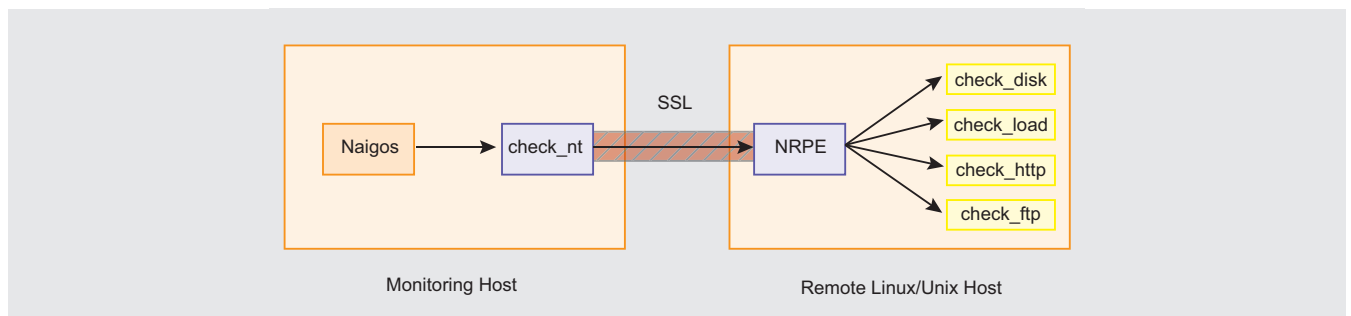 SSL
Naigos
check_nt
NRPE
check_disk
check_load
check_http
check_ftp
Monitoring Host
Remote Linux/Unix Host